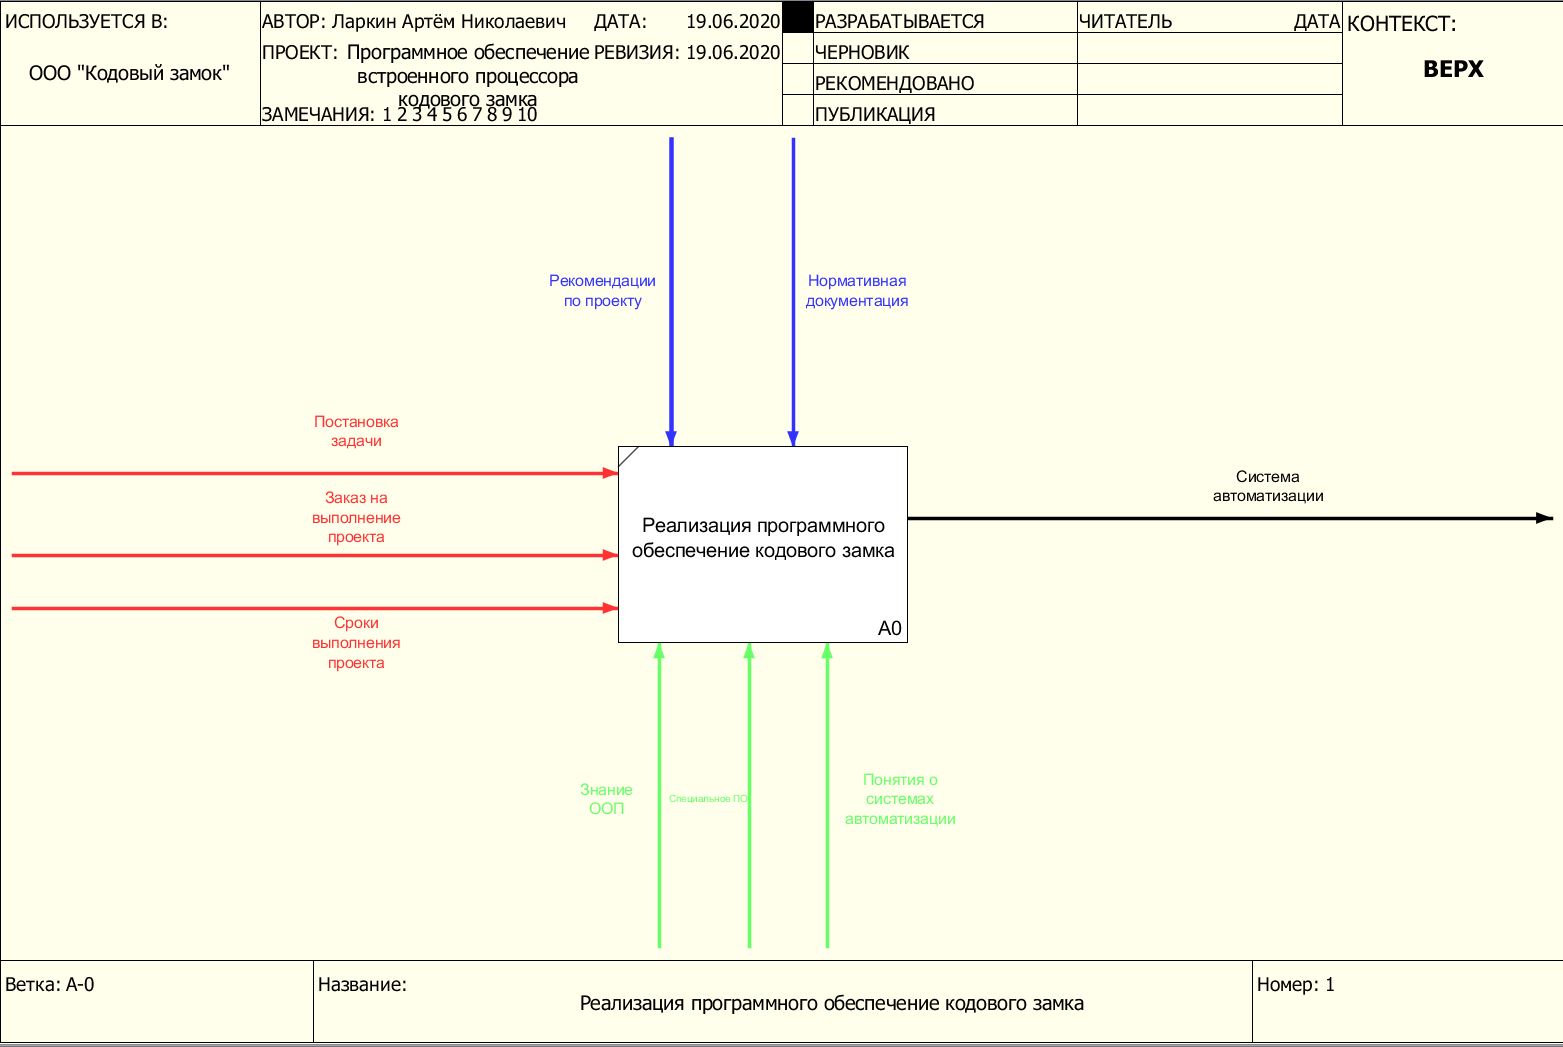 ИСПОЛЬЗУЕТСЯ В:
ООО "Кодовый замок"
АВТОР: Ларкин Артём Николаевич
ДАТА: 19.06.2020
ПРОЕКТ: Программное обеспечение
встроенного процессора
кодового замка
РЕВИЗИЯ: 19.06.2020
ЗАМЕЧАНИЯ: 1 2 3 4 5 6 7 8 9 10
РАЗРАБАТЫВАЕТСЯ
ЧЕРНОВИК
РЕКОМЕНДОВАНО
ПУБЛИКАЦИЯ
ЧИТАТЕЛЬ
ДАТА
КОНТЕКСТ:
ВЕРХ
Рекомендации
по проекту
Нормативная
документация
Постановка
задачи
Заказ на
выполнение
проекта
Сроки
выполнения
проекта
Реализация программного
обеспечение кодового замка
A0
Система
автоматизации
Знание
ООП
Специальное ПО
Понятия о
системах
автоматизации
Ветка: A-0
Название:
Реализация программного обеспечение кодового замка
Номер: 1